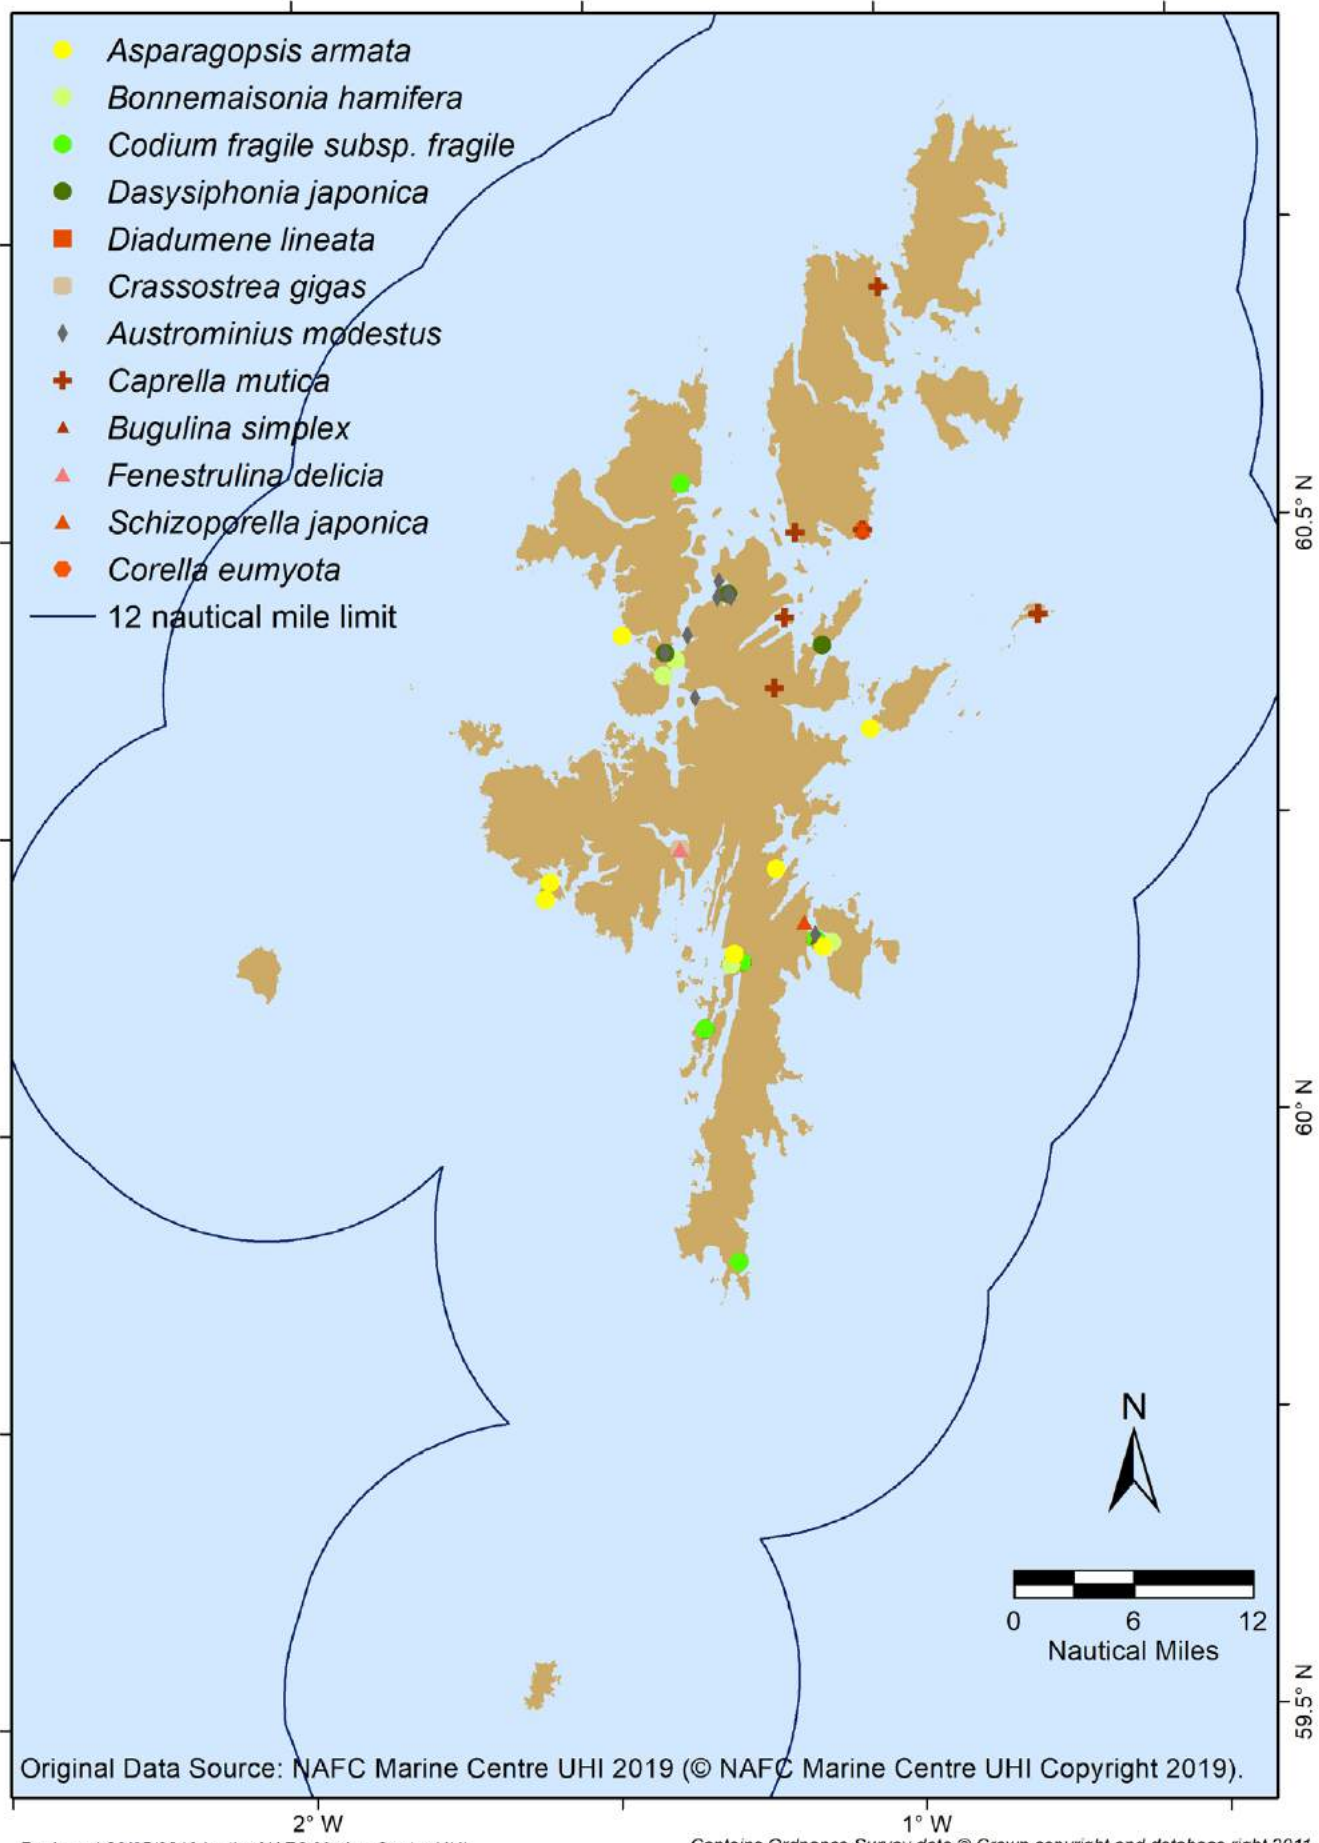 Asparagopsis armata
Bonnemaisonia hamifera
Codium fragile subsp. fragile
Dasysiphonia japonica
Diadumene lineata
Crassostrea gigas
Austrominius modestus
Caprella mutica
Bugulina simplex
Fenestrulina delicia
Schizoporella japonica
Corella eumyota
12 nautical mile limit
60.5° N
60° N
N
0 6 12
Nautical Miles
59.5° N
Original Data Source: NAFC Marine Centre UHI 2019 (© NAFC Marine Centre UHI Copyright 2019).
2° W 1° W